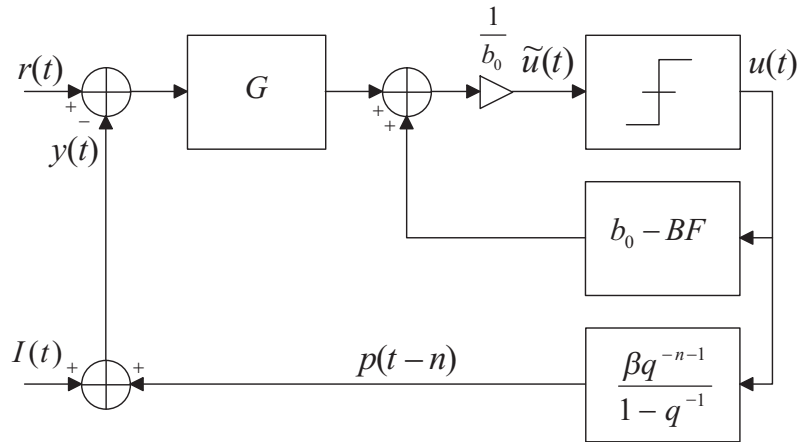 r(t)
+
−
y(t)
G
+
+
1/b₀
ũ(t)
u(t)
b₀ − BF
I(t)
+
+
p(t − n)
βq⁻ⁿ⁻¹
1 − q⁻¹